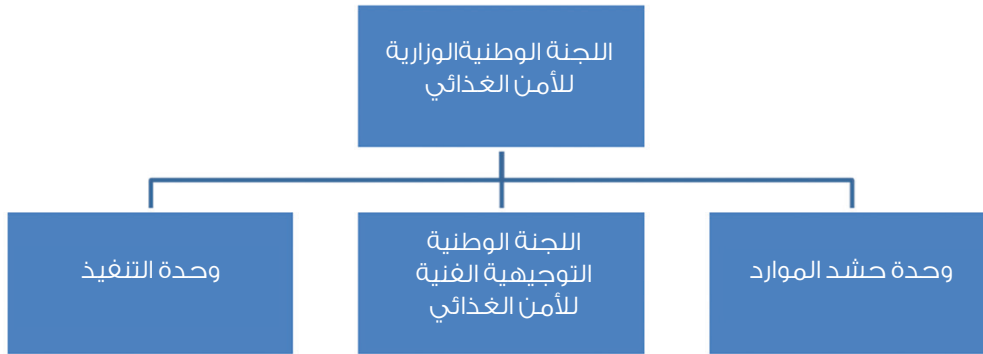 اللجنة الوطنيةالوزارية
للأمن الغذائي
وحدة حشد الموارد
اللجنة الوطنية
التوجيهية الفنية
للأمن الغذائي
وحدة التنفيذ